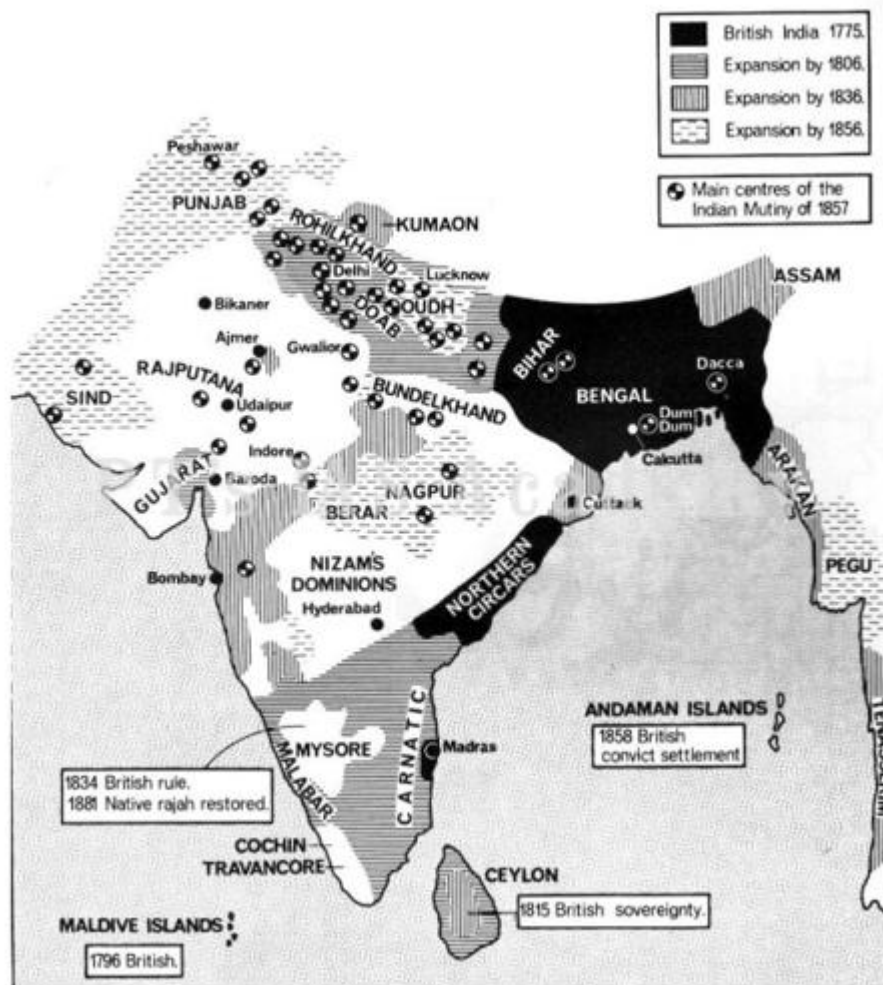 British India 1775.
Expansion by 1806.
Expansion by 1836.
Expansion by 1856.
Main centres of the
Indian Mutiny of 1857
Peshawar
PUNJAB
ROHILKHAND
KUMAON
Delhi
Lucknow
ASSAM
Bikaner
DOAB
OUDH
Ajmer
Gwalior
BIHAR
Dacca
RAJPUTANA
SIND
BUNDELKHAND
BENGAL
Udaipur
Dum
Dum
Indore
Calcutta
GUJARAT
Baroda
NAGPUR
ARAKAN
BERAR
Cuttack
PEGU
NIZAM'S
DOMINIONS
Bombay
NORTHERN
CIRCARS
Hyderabad
ANDAMAN ISLANDS
1858 British
convict settlement
MYSORE
CARNATIC
Madras
1834 British rule.
1881 Native rajah restored.
MALABAR
COCHIN
TRAVANCORE
CEYLON
1815 British sovereignty.
MALDIVE ISLANDS
1796 British.